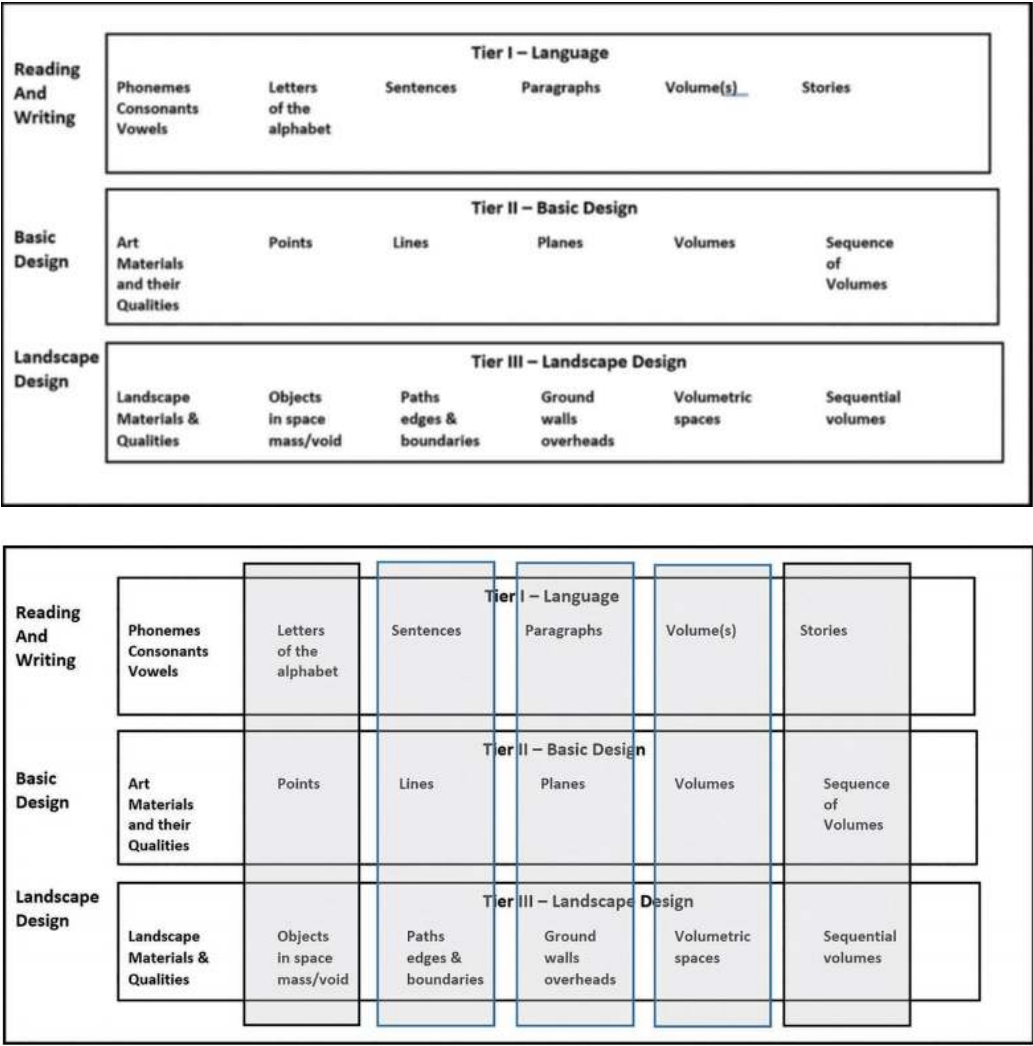 Reading
And
Writing
Tier I – Language
Phonemes
Consonants
Vowels
Letters
of the
alphabet
Sentences
Paragraphs
Volume(s)
Stories
Basic
Design
Tier II – Basic Design
Art
Materials
and their
Qualities
Points
Lines
Planes
Volumes
Sequence
of
Volumes
Landscape
Design
Tier III – Landscape Design
Landscape
Materials &
Qualities
Objects
in space
mass/void
Paths
edges &
boundaries
Ground
walls
overheads
Volumetric
spaces
Sequential
volumes
Reading
And
Writing
Tier I – Language
Phonemes
Consonants
Vowels
Letters
of the
alphabet
Sentences
Paragraphs
Volume(s)
Stories
Basic
Design
Tier II – Basic Design
Art
Materials
and their
Qualities
Points
Lines
Planes
Volumes
Sequence
of
Volumes
Landscape
Design
Tier III – Landscape Design
Landscape
Materials &
Qualities
Objects
in space
mass/void
Paths
edges &
boundaries
Ground
walls
overheads
Volumetric
spaces
Sequential
volumes